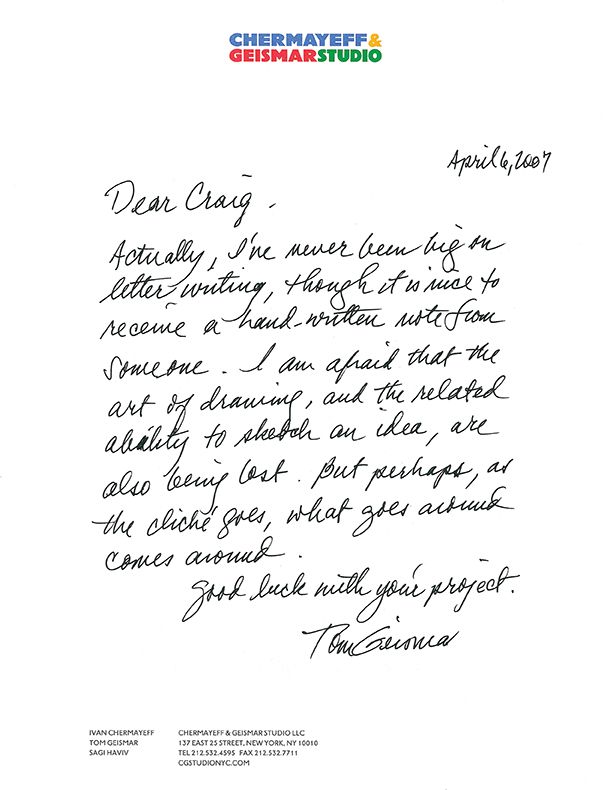 CHERMAYEFF&
GEISMARSTUDIO
April 6, 2007
Dear Craig,
Actually, I've never been big on
letter writing, though it is nice to
receive a hand-written note from
someone. I am afraid that the
art of drawing, and the related
ability to sketch an idea, are
also being lost. But perhaps, as
the cliché goes, what goes around
comes around.
Good luck with your project.
Tom Geismar
IVAN CHERMAYEFF
TOM GEISMAR
SAGI HAVIV
CHERMAYEFF & GEISMAR STUDIO LLC
137 EAST 25 STREET, NEW YORK, NY 10010
TEL 212.532.4595 FAX 212.532.7711
CGSTUDIONYC.COM